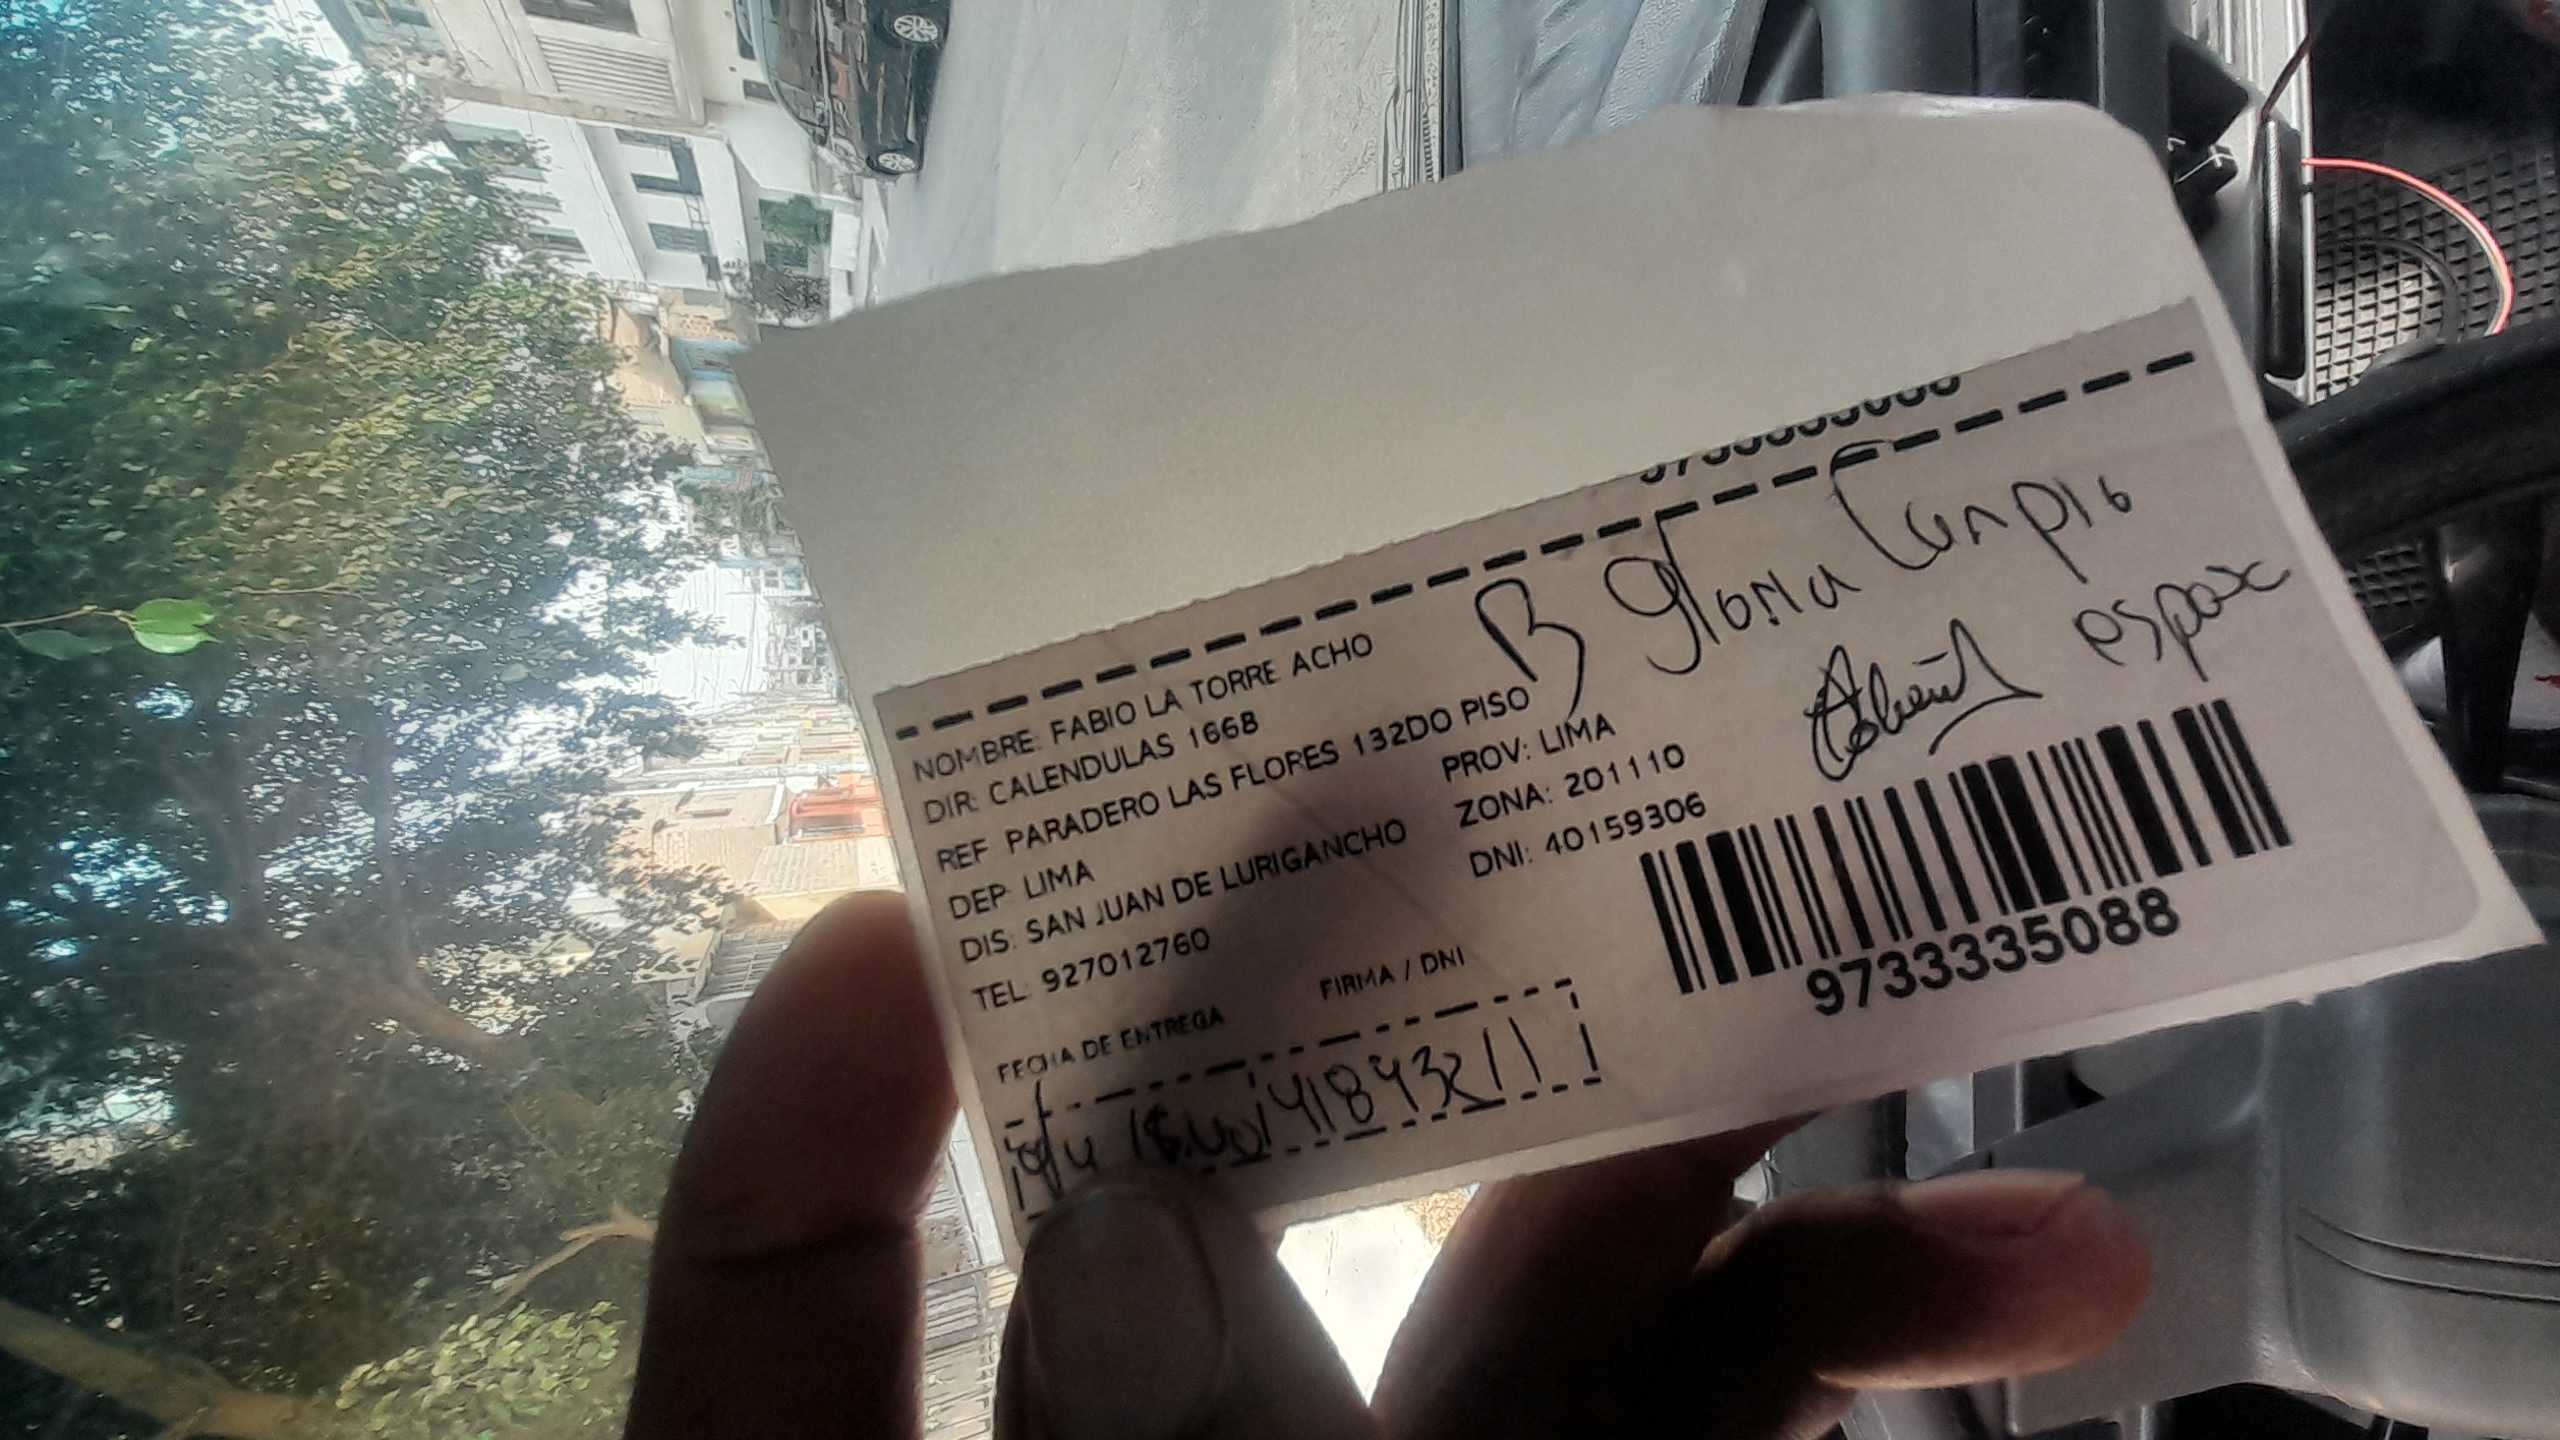 NOMBRE: FABIO LA TORRE ACHO
DIR: CALENDULAS 1668
REF PARADERO LAS FLORES 132DO PISO
DEP: LIMA
PROV: LIMA
DIS: SAN JUAN DE LURIGANCHO
ZONA: 201110
TEL: 927012760
DNI: 40159306
FECHA DE ENTREGA
FIRMA / DNI
Gloria
9733335088